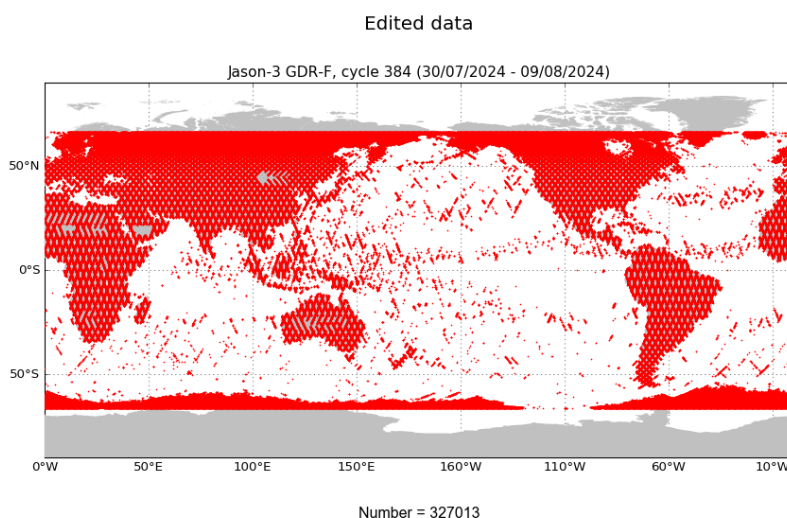 Edited data
Jason-3 GDR-F, cycle 384 (30/07/2024 - 09/08/2024)
50°N
0°S
50°S
0°W 50°E 100°E 150°E 160°W 110°W 60°W 10°W
Number = 327013